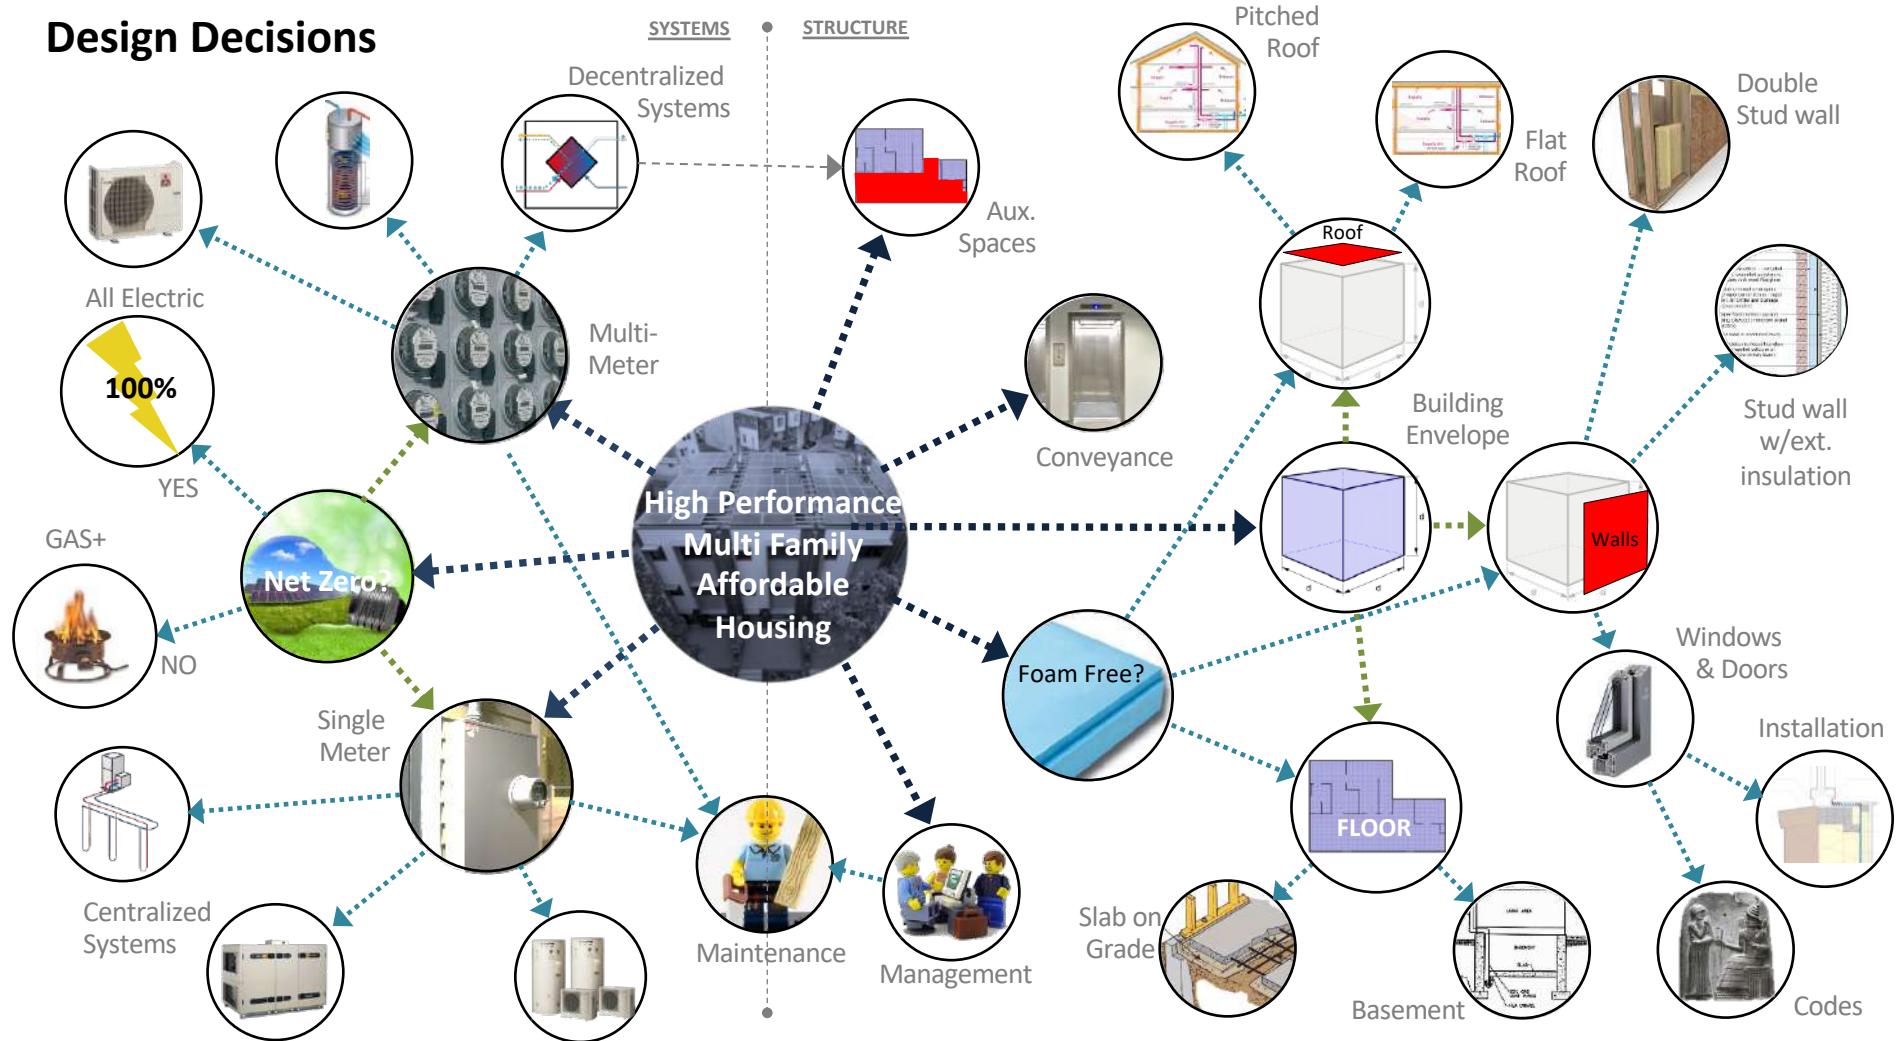 Design Decisions
SYSTEMS
STRUCTURE
Pitched
Roof
Decentralized
Systems
Double
Stud wall
Flat
Roof
Aux.
Spaces
Roof
All Electric
100%
YES
Multi-
Meter
Conveyance
Building
Envelope
Stud wall
w/ext.
insulation
High Performance
Multi Family
Affordable
Housing
Net Zero?
GAS+
NO
Walls
Foam Free?
Windows
& Doors
Installation
Single
Meter
FLOOR
Centralized
Systems
Maintenance
Management
Slab on
Grade
Basement
Codes
d
d
d